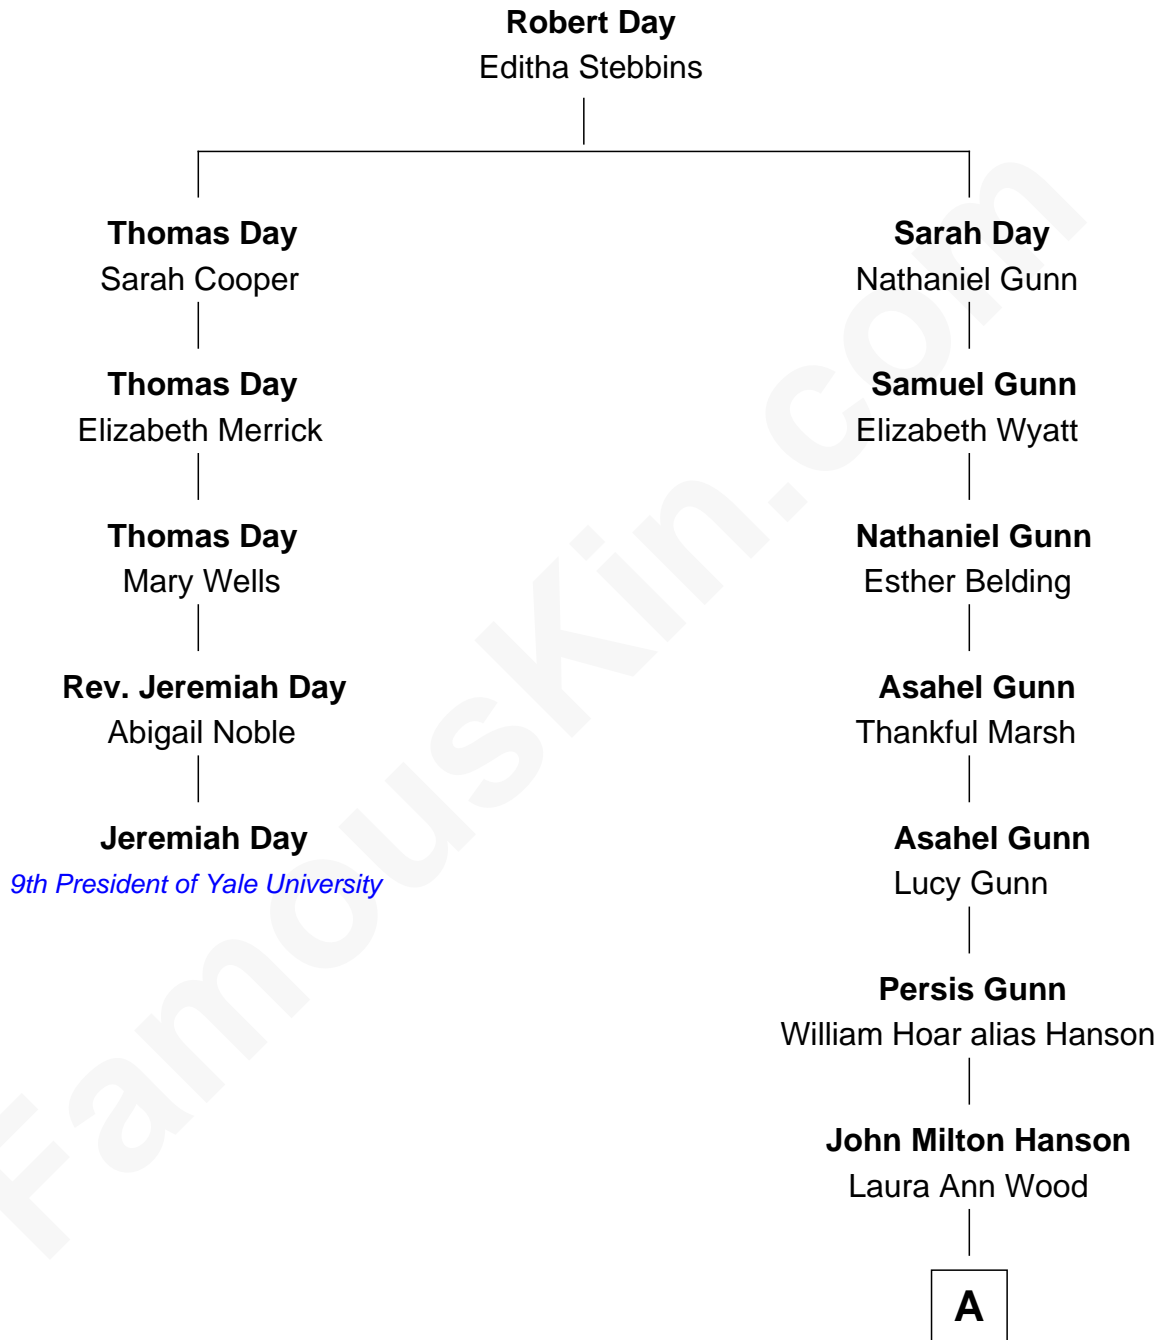 Robert Day
Editha Stebbins
Thomas Day
Sarah Cooper
Thomas Day
Elizabeth Merrick
Thomas Day
Mary Wells
Rev. Jeremiah Day
Abigail Noble
Jeremiah Day
9th President of Yale University
Sarah Day
Nathaniel Gunn
Samuel Gunn
Elizabeth Wyatt
Nathaniel Gunn
Esther Belding
Asahel Gunn
Thankful Marsh
Asahel Gunn
Lucy Gunn
Persis Gunn
William Hoar alias Hanson
John Milton Hanson
Laura Ann Wood
A
FamousKin.com